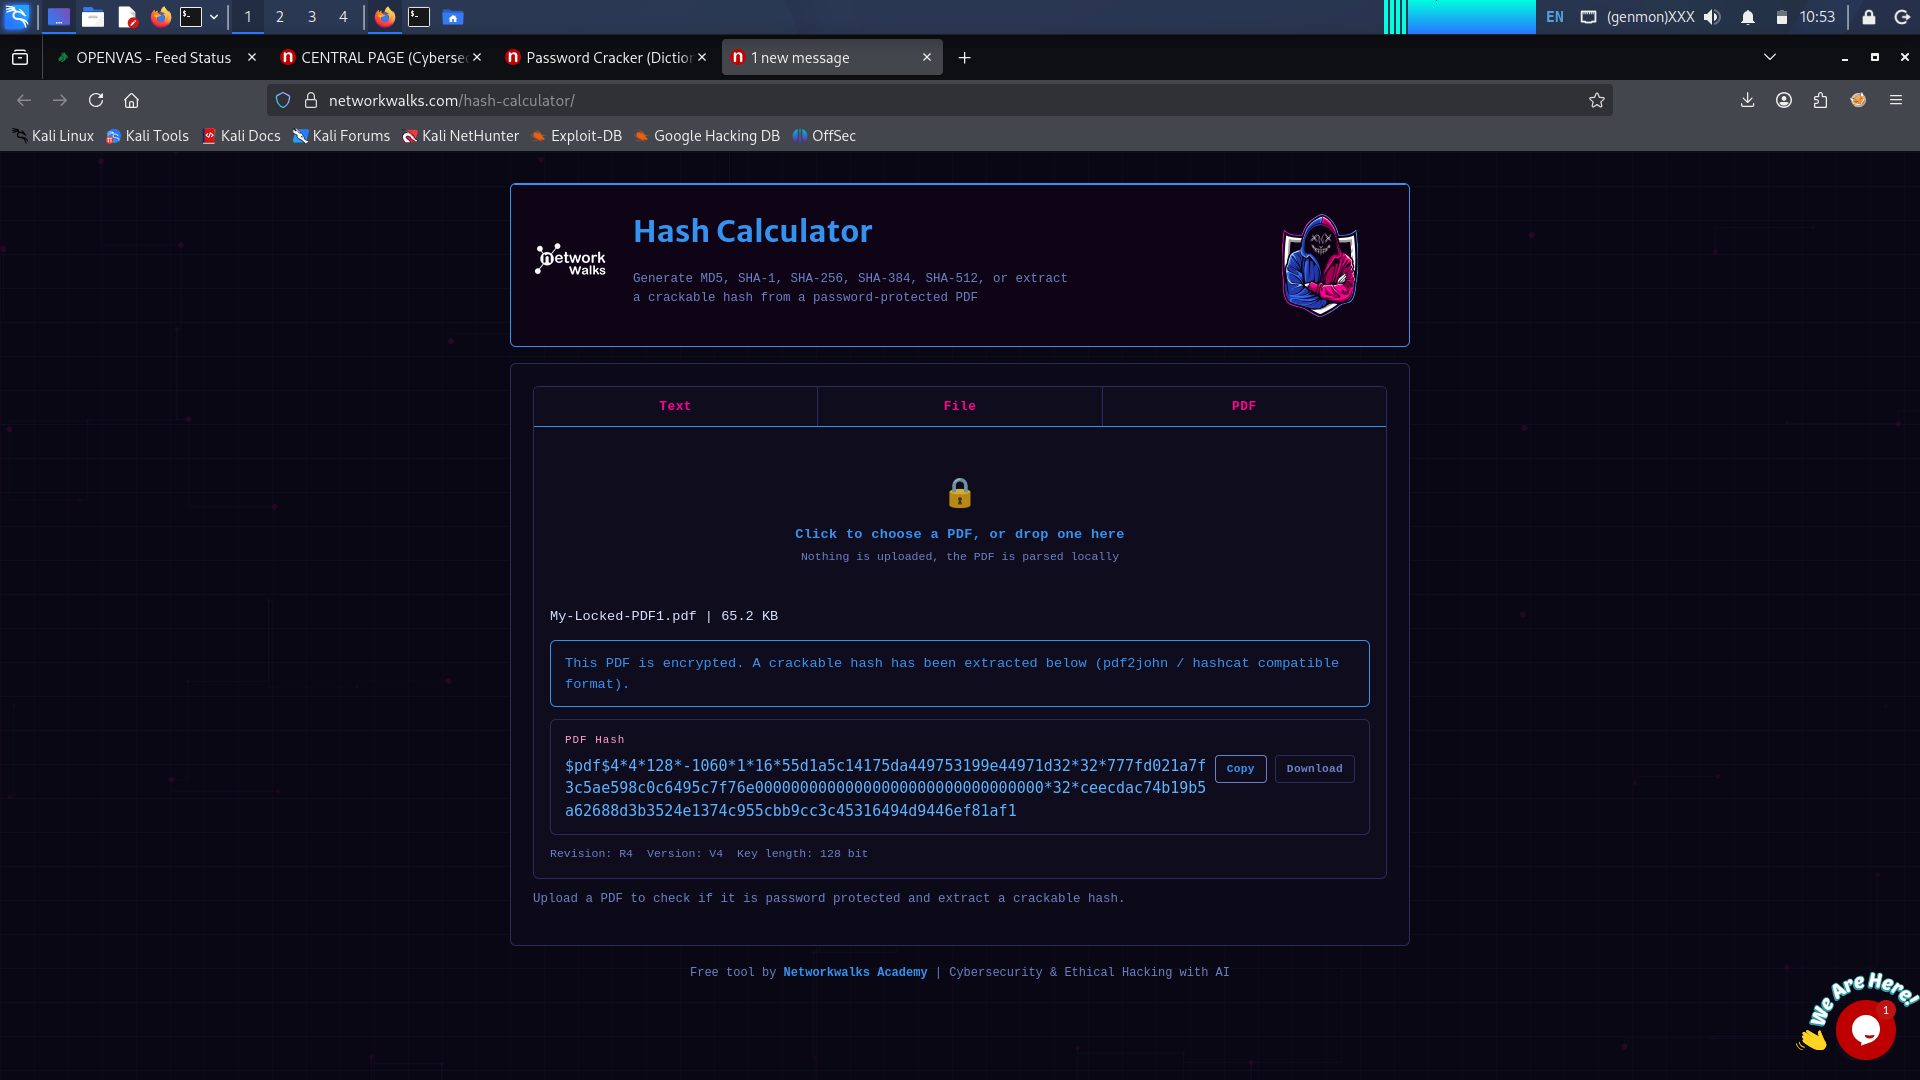 1 2 3 4 EN (genmon)XXX 10:53
OPENVAS - Feed Status
CENTRAL PAGE (Cybersec
Password Cracker (Diction
1 new message
networkwalks.com/hash-calculator/
Kali Linux Kali Tools Kali Docs Kali Forums Kali NetHunter Exploit-DB Google Hacking DB OffSec
network
Walks
Hash Calculator
Generate MD5, SHA-1, SHA-256, SHA-384, SHA-512, or extract
a crackable hash from a password-protected PDF
Text File PDF
Click to choose a PDF, or drop one here
Nothing is uploaded, the PDF is parsed locally
My-Locked-PDF1.pdf | 65.2 KB
This PDF is encrypted. A crackable hash has been extracted below (pdf2john / hashcat compatible
format).
PDF Hash
$pdf$4*4*128*-1060*1*16*55d1a5c14175da449753199e44971d32*32*777fd021a7f
3c5ae598c0c6495c7f76e00000000000000000000000000000000*32*ceecdac74b19b5
a62688d3b3524e1374c955cbb9cc3c45316494d9446ef81af1
Copy Download
Revision: R4 Version: V4 Key length: 128 bit
Upload a PDF to check if it is password protected and extract a crackable hash.
Free tool by Networkwalks Academy | Cybersecurity & Ethical Hacking with AI
We Are Here!
1